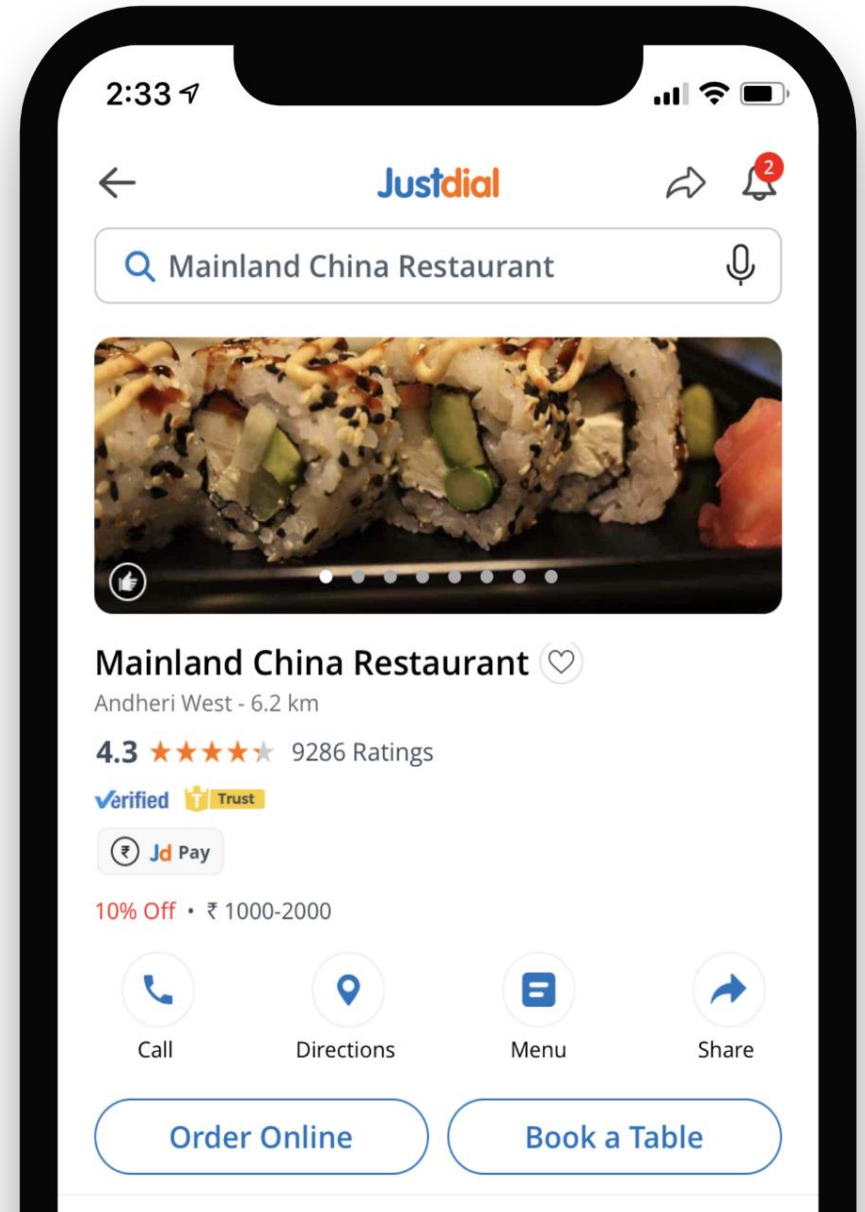 2:33
Justdial
2
Mainland China Restaurant
Mainland China Restaurant
Andheri West - 6.2 km
4.3 9286 Ratings
Verified T Trust
₹ Jd Pay
10% Off • ₹ 1000-2000
Call Directions Menu Share
Order Online Book a Table